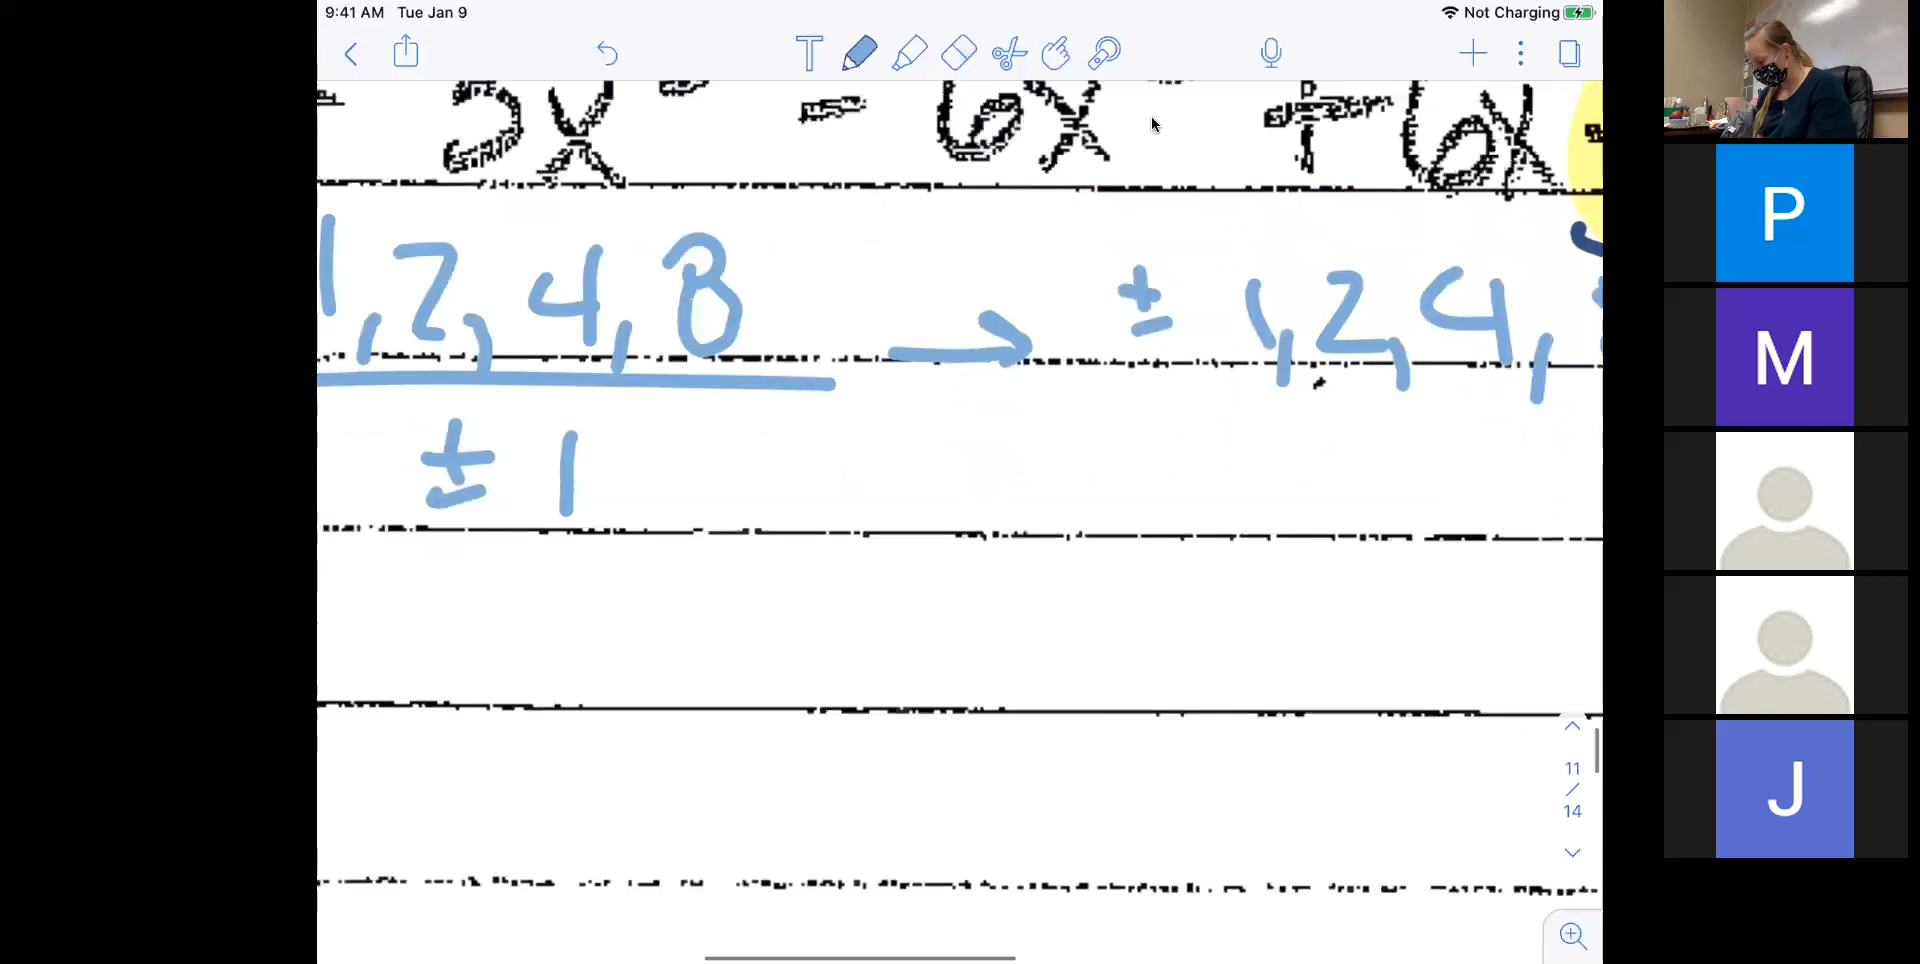 9:41 AM Tue Jan 9
Not Charging
T
- 3x - 6x + 6x -
1, 2, 4, 8 → ± 1, 2, 4,
± 1
11
/
14
P
M
J